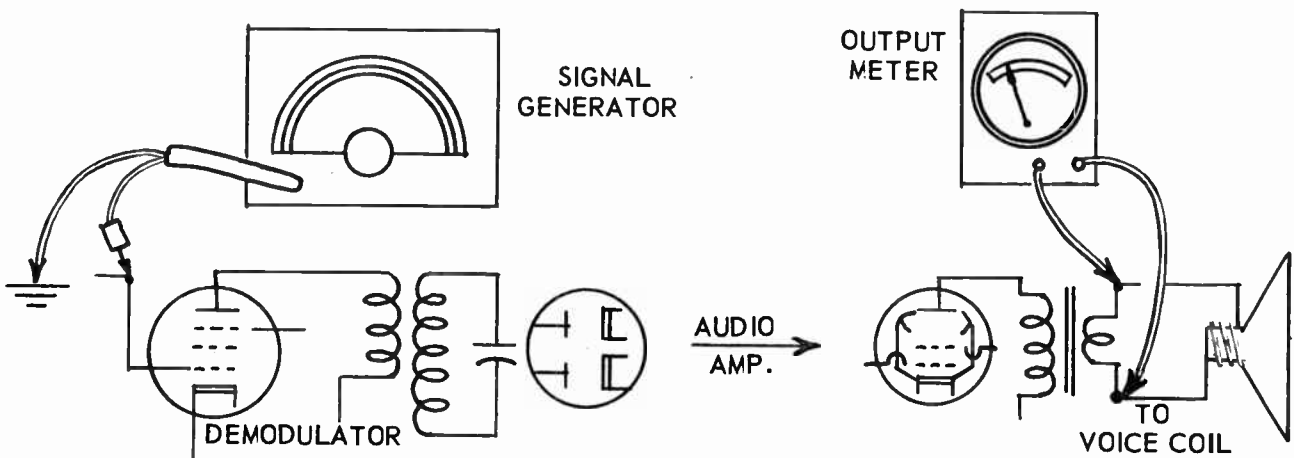 SIGNAL
GENERATOR
OUTPUT
METER
AUDIO
AMP.
DEMODULATOR
TO
VOICE COIL